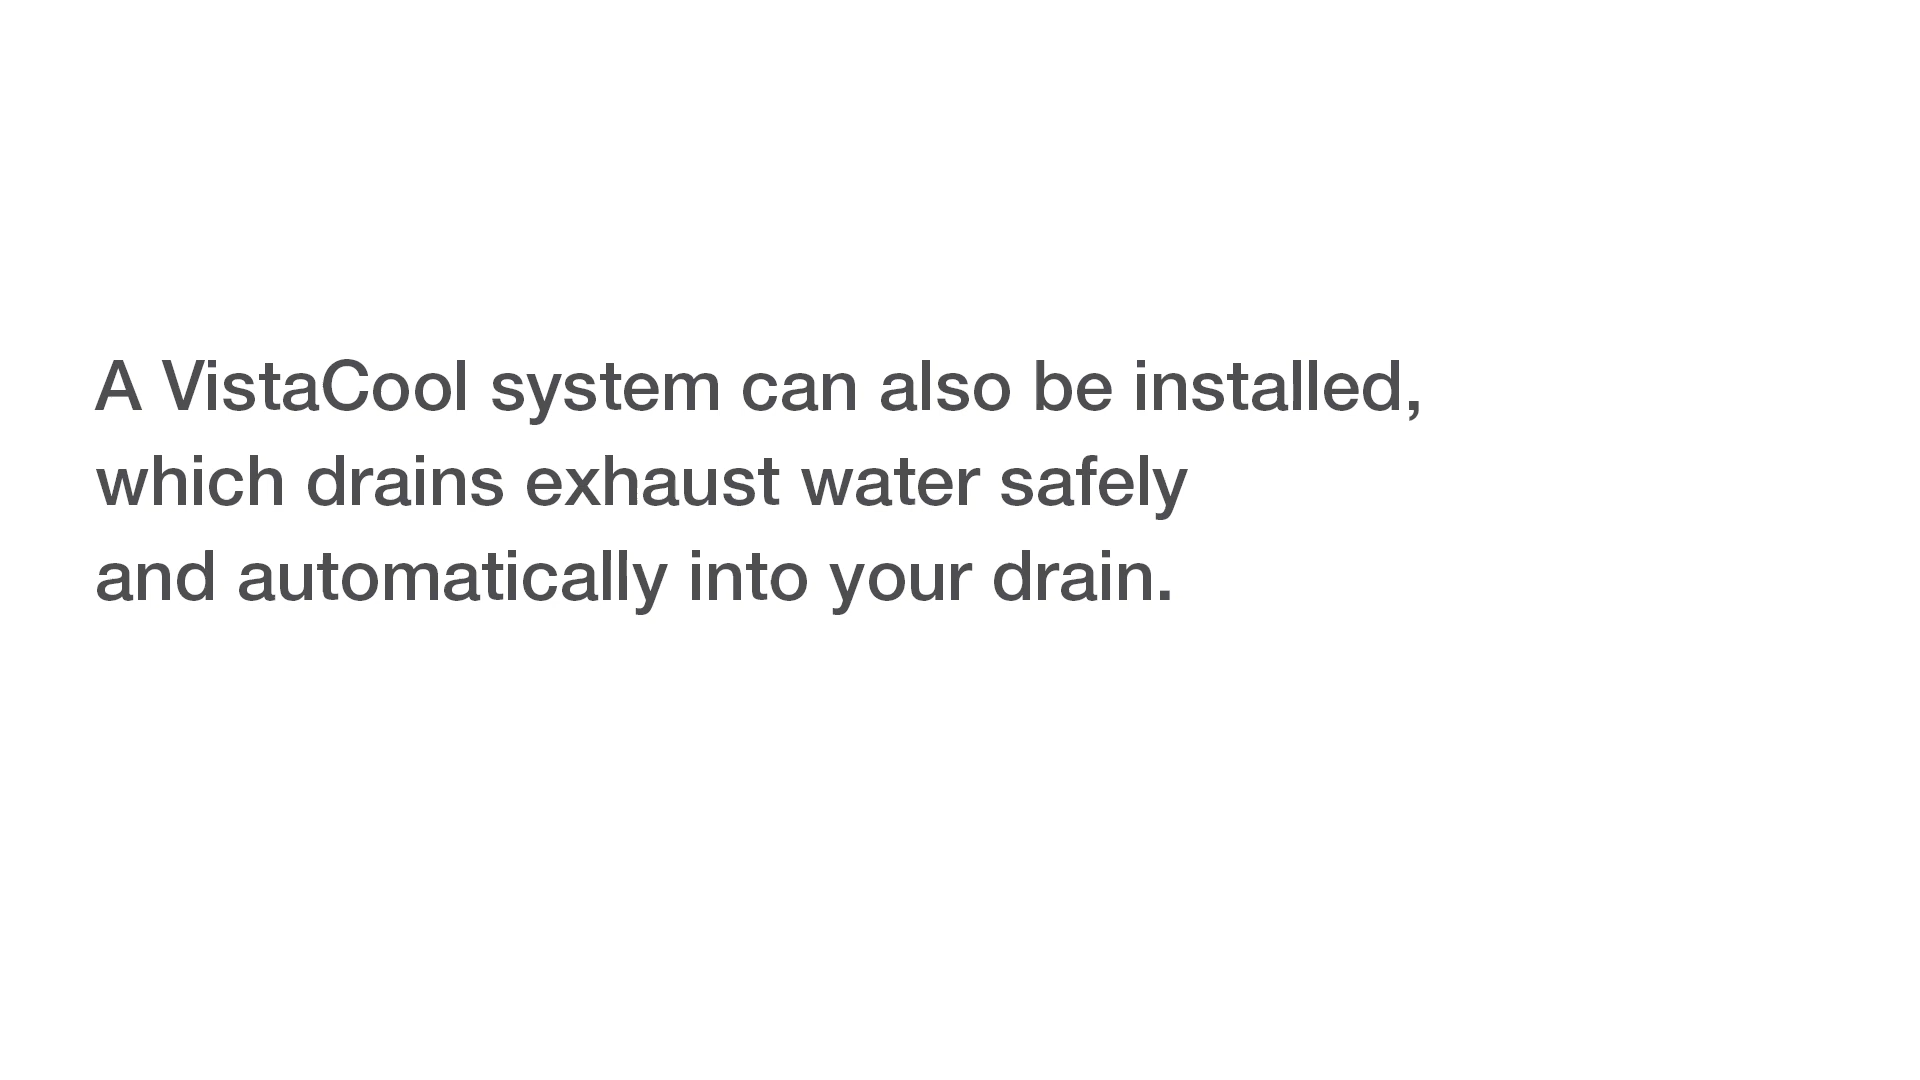 A VistaCool system can also be installed,
which drains exhaust water safely
and automatically into your drain.